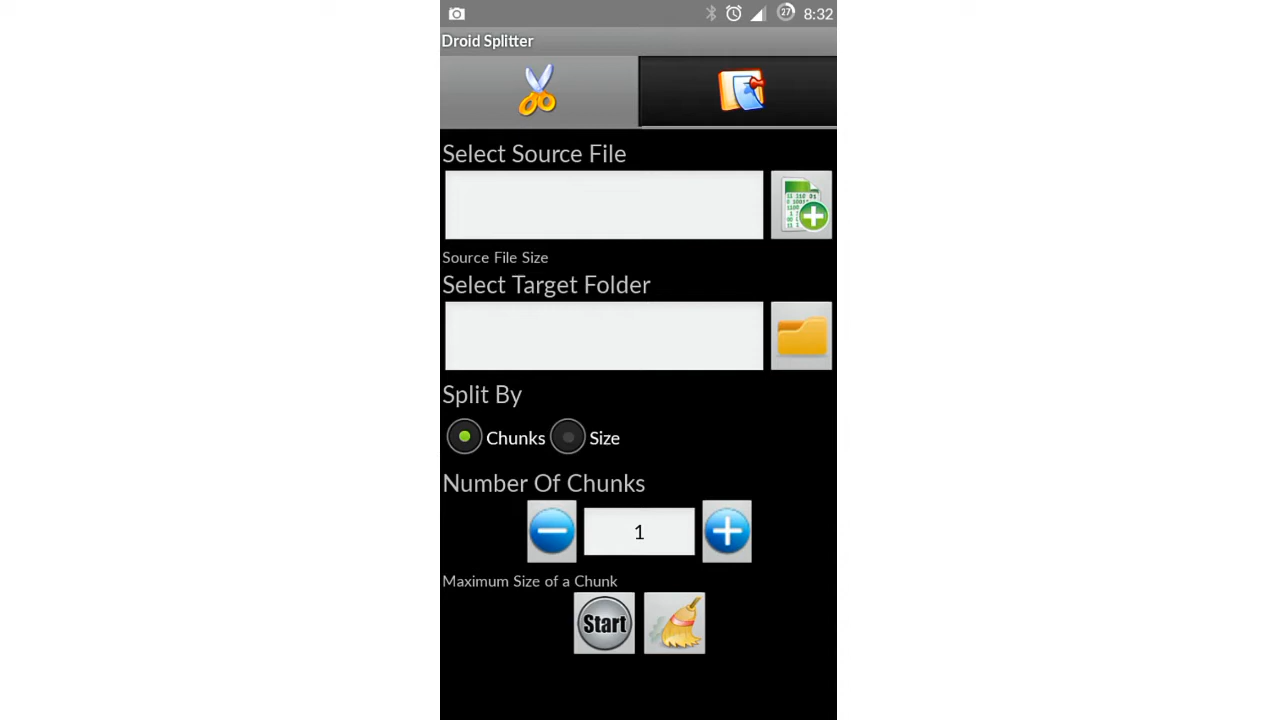 27 8:32
Droid Splitter
Select Source File
Source File Size
Select Target Folder
Split By
Chunks Size
Number Of Chunks
1
Maximum Size of a Chunk
Start